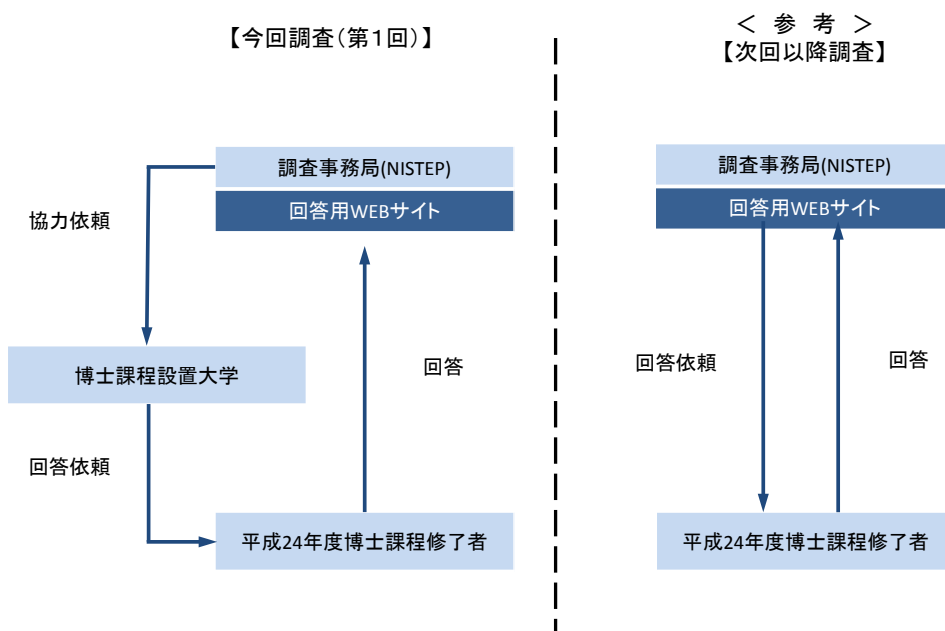 【今回調査(第1回)】
調査事務局(NISTEP)
回答用WEBサイト
協力依頼
博士課程設置大学
回答
回答依頼
平成24年度博士課程修了者
＜ 参 考 ＞
【次回以降調査】
調査事務局(NISTEP)
回答用WEBサイト
回答依頼
回答
平成24年度博士課程修了者